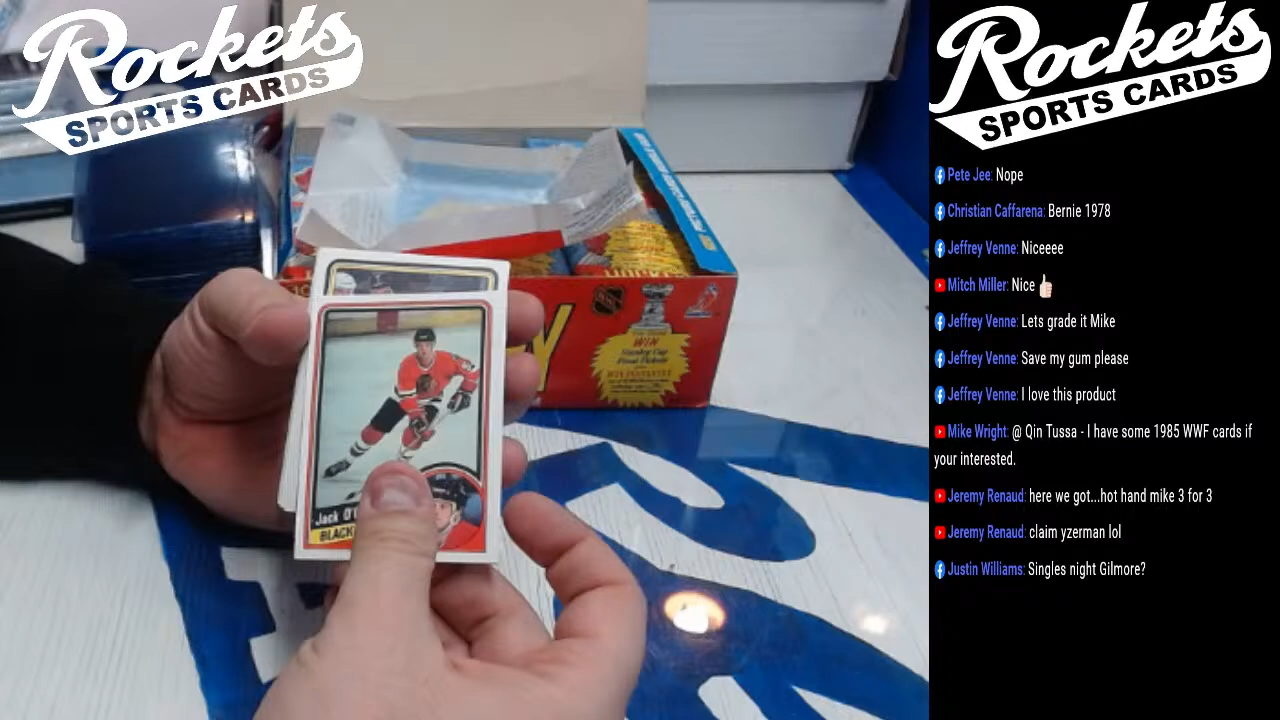 Rockets
SPORTS CARDS
Rockets
SPORTS CARDS
Pete Jee: Nope
Christian Caffarena: Bernie 1978
Jeffrey Venne: Niceeee
Mitch Miller: Nice 👍🏻
Jeffrey Venne: Lets grade it Mike
Jeffrey Venne: Save my gum please
Jeffrey Venne: I love this product
Mike Wright: @ Qin Tussa - I have some 1985 WWF cards if
your interested.
Jeremy Renaud: here we got...hot hand mike 3 for 3
Jeremy Renaud: claim yzerman lol
Justin Williams: Singles night Gilmore?
HOCKEY
NHL
WIN
Stanley Cup
Jack O'
BLACK